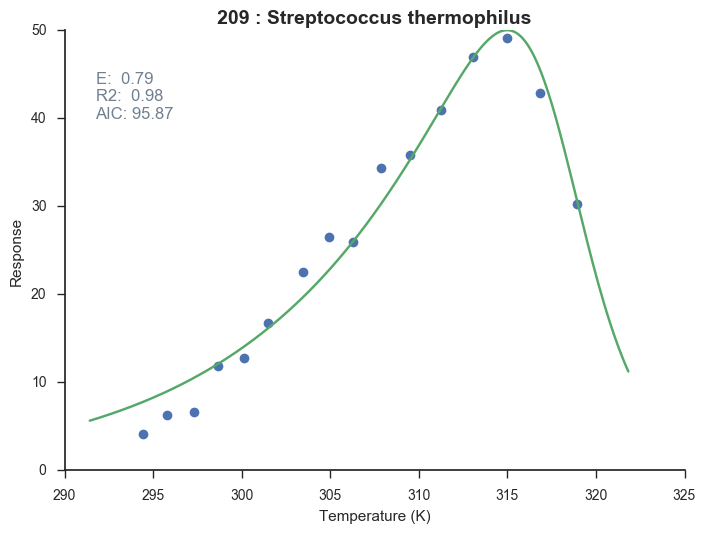 209 : Streptococcus thermophilus
E:  0.79
R2:  0.98
AIC: 95.87
Response
50
40
30
20
10
0
290 295 300 305 310 315 320 325
Temperature (K)